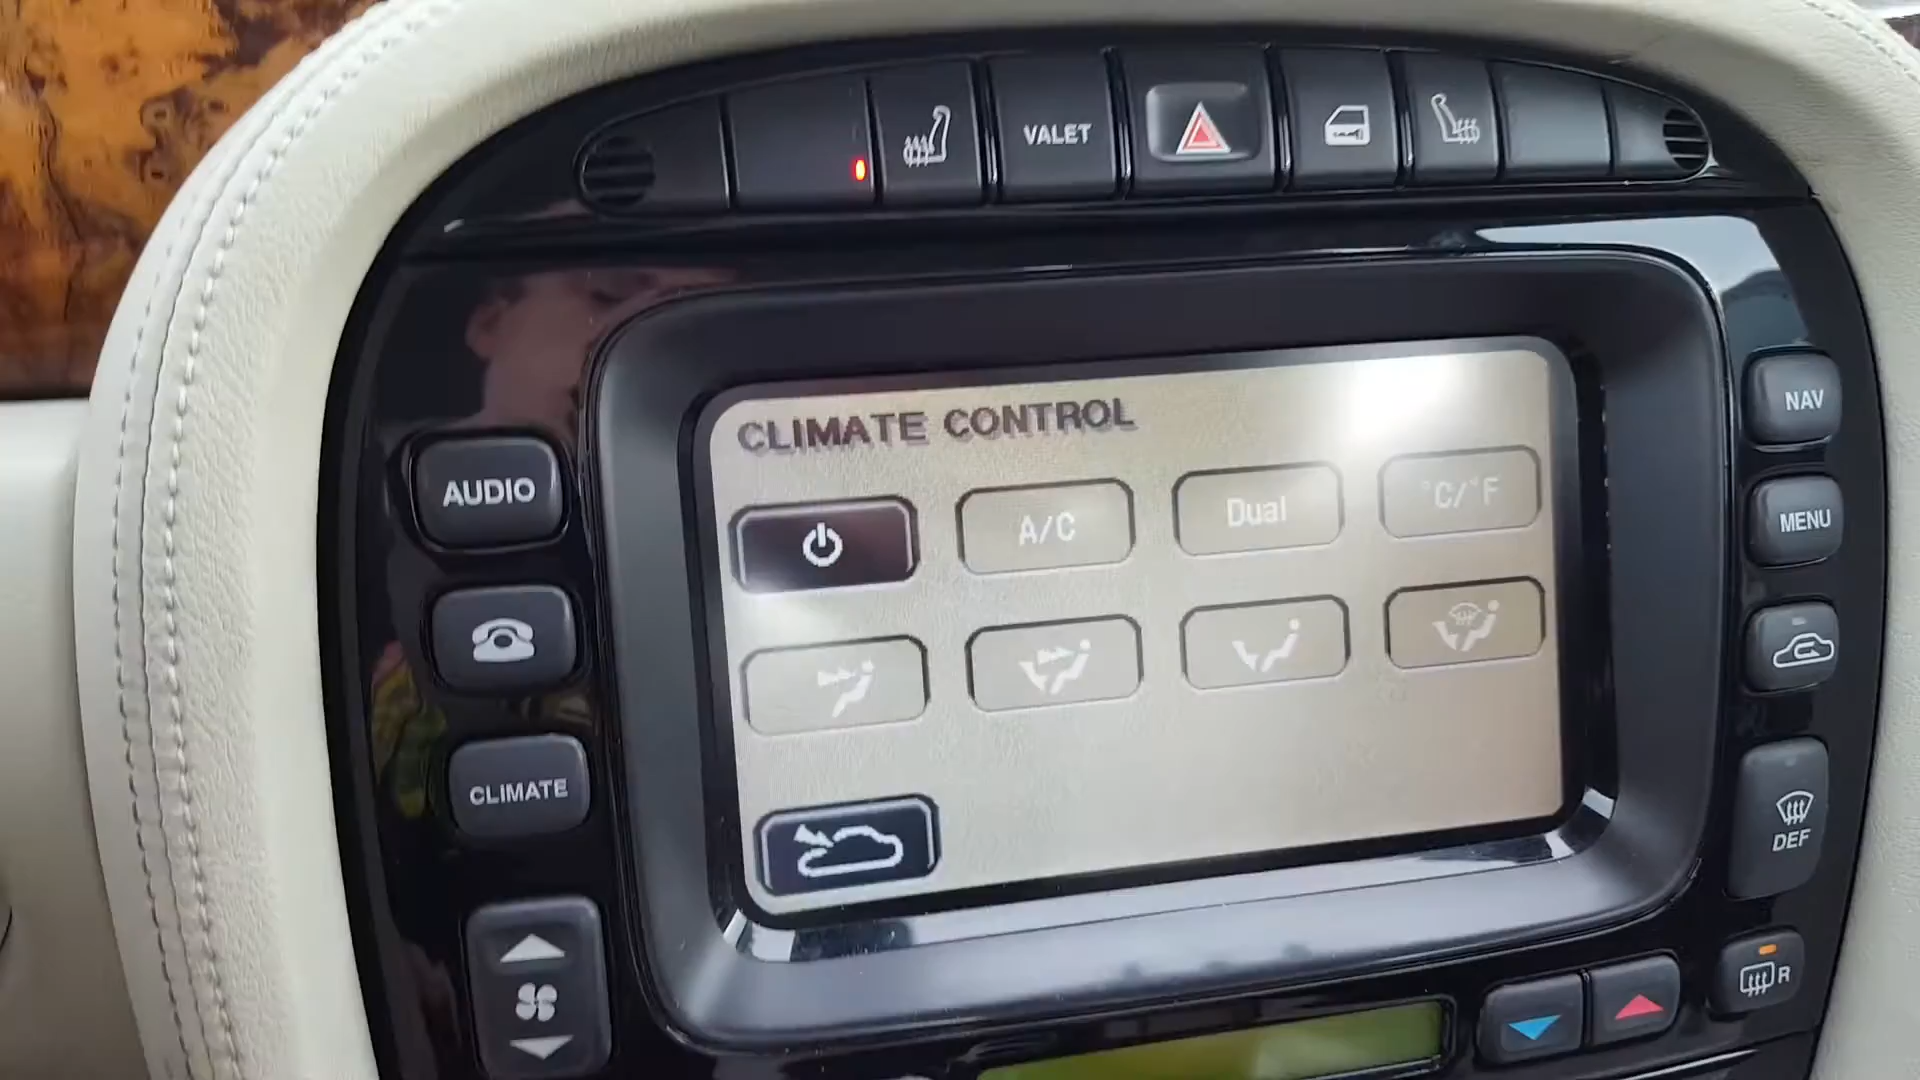 VALET
CLIMATE CONTROL
A/C
Dual
°C/°F
AUDIO
CLIMATE
NAV
MENU
DEF
R